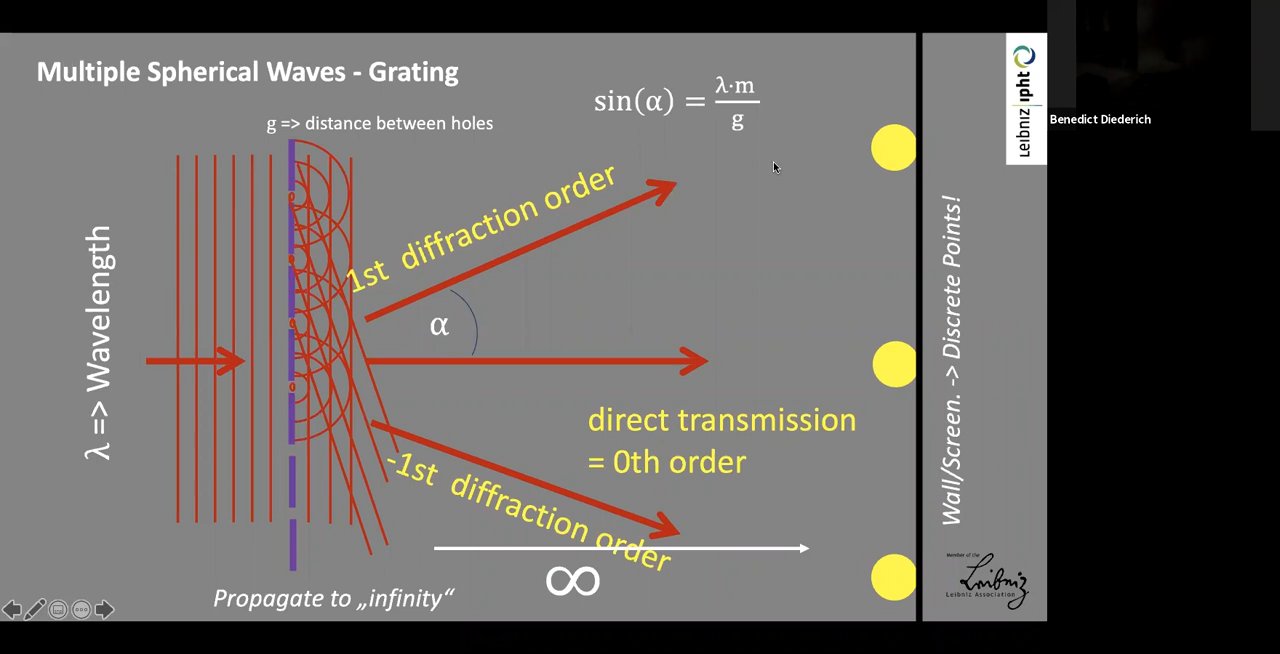 Multiple Spherical Waves - Grating
sin(α) = λ·m / g
g => distance between holes
λ => Wavelength
1st diffraction order
α
direct transmission
= 0th order
-1st diffraction order
∞
Propagate to „infinity“
Wall/Screen. -> Discrete Points!
Leibniz ipht
Member of the
Leibniz
Leibniz Association
Benedict Diederich